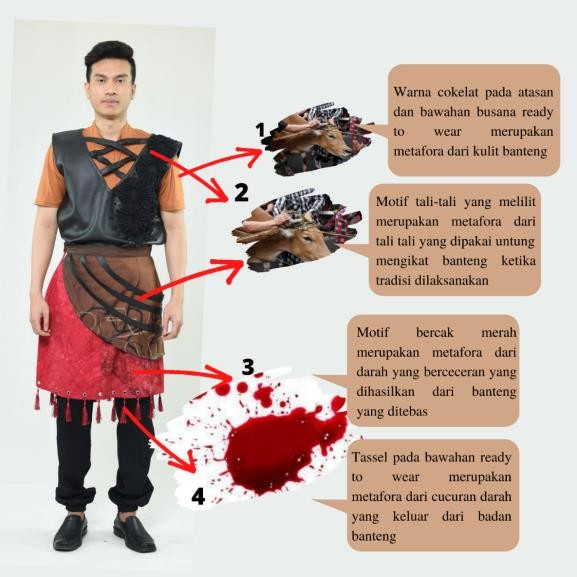 1
Warna cokelat pada atasan
dan bawahan busana ready
to wear merupakan
metafora dari kulit banteng
2
Motif tali-tali yang melilit
merupakan metafora dari
tali tali yang dipakai untung
mengikat banteng ketika
tradisi dilaksanakan
3
Motif bercak merah
merupakan metafora dari
darah yang berceceran yang
dihasilkan dari banteng
yang ditebas
4
Tassel pada bawahan ready
to wear merupakan
metafora dari cucuran darah
yang keluar dari badan
banteng